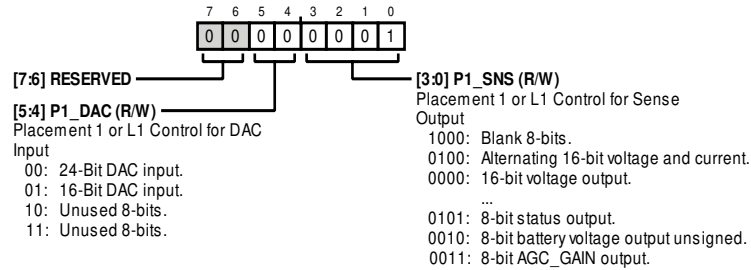 7 6 5 4 3 2 1 0
0 0 0 0 0 0 0 1
[7:6] RESERVED
[5:4] P1_DAC (R/W)
Placement 1 or L1 Control for DAC
Input
00: 24-Bit DAC input.
01: 16-Bit DAC input.
10: Unused 8-bits.
11: Unused 8-bits.
[3:0] P1_SNS (R/W)
Placement 1 or L1 Control for Sense
Output
1000: Blank 8-bits.
0100: Alternating 16-bit voltage and current.
0000: 16-bit voltage output.
...
0101: 8-bit status output.
0010: 8-bit battery voltage output unsigned.
0011: 8-bit AGC_GAIN output.